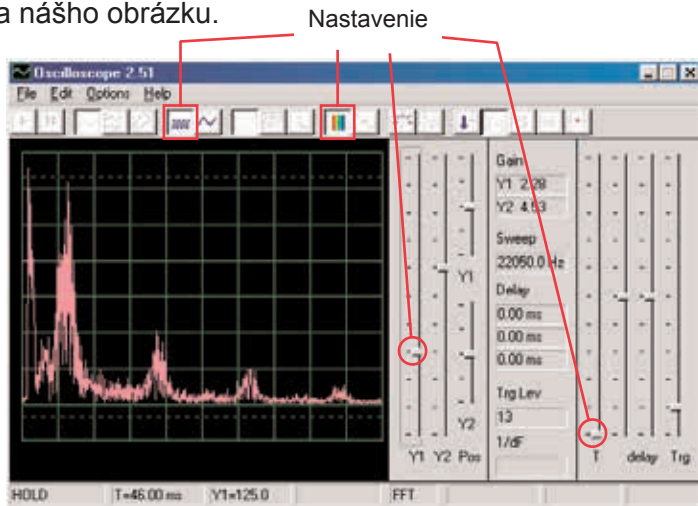 a nášho obrázku.
Nastavenie
Oscilloscope 2.51
File Edit Options Help
Gain
Y1 2.28
Y2 4.53
Sweep
22050.0 Hz
Y1
Delay
0.00 ms
0.00 ms
0.00 ms
Trg Lev
13
Y2
1/dF
Y1 Y2 Pos
T delay Trg
HOLD T=46.00 ms Y1=125.0 FFT